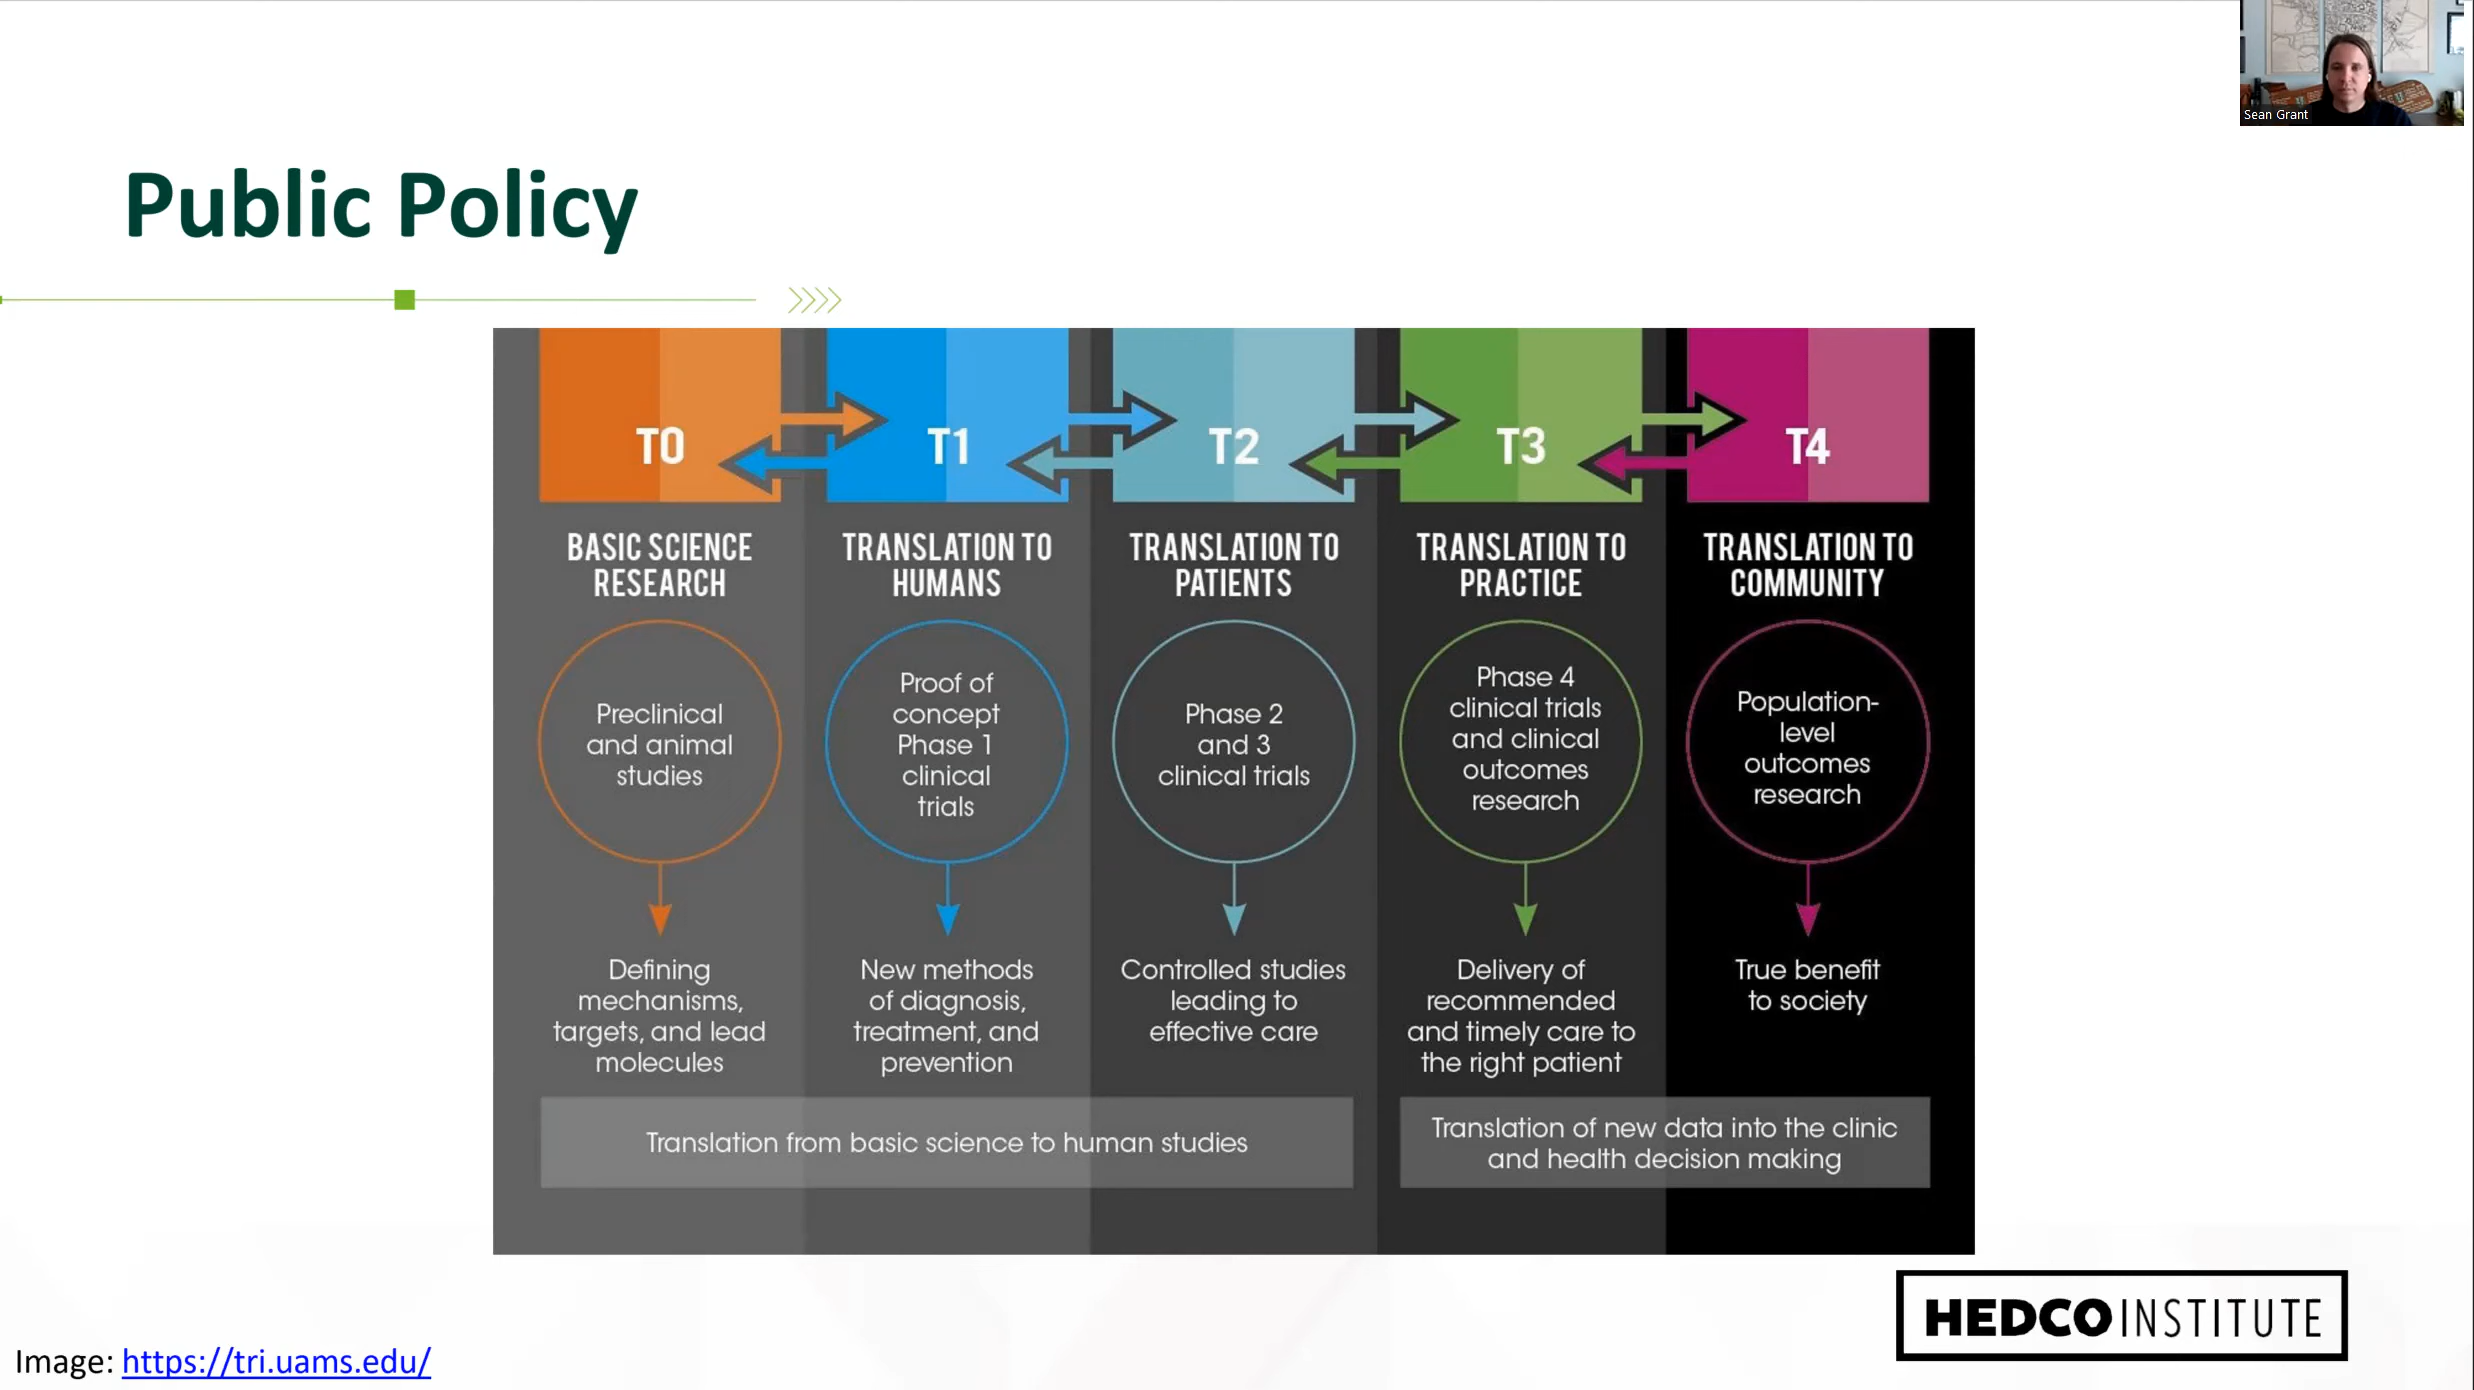 Sean Grant
Public Policy
T0
T1
T2
T3
T4
BASIC SCIENCE
RESEARCH
TRANSLATION TO
HUMANS
TRANSLATION TO
PATIENTS
TRANSLATION TO
PRACTICE
TRANSLATION TO
COMMUNITY
Preclinical
and animal
studies
Proof of
concept
Phase 1
clinical
trials
Phase 2
and 3
clinical trials
Phase 4
clinical trials
and clinical
outcomes
research
Population-
level
outcomes
research
Defining
mechanisms,
targets, and lead
molecules
New methods
of diagnosis,
treatment, and
prevention
Controlled studies
leading to
effective care
Delivery of
recommended
and timely care to
the right patient
True benefit
to society
Translation from basic science to human studies
Translation of new data into the clinic
and health decision making
HEDCO INSTITUTE
Image: https://tri.uams.edu/